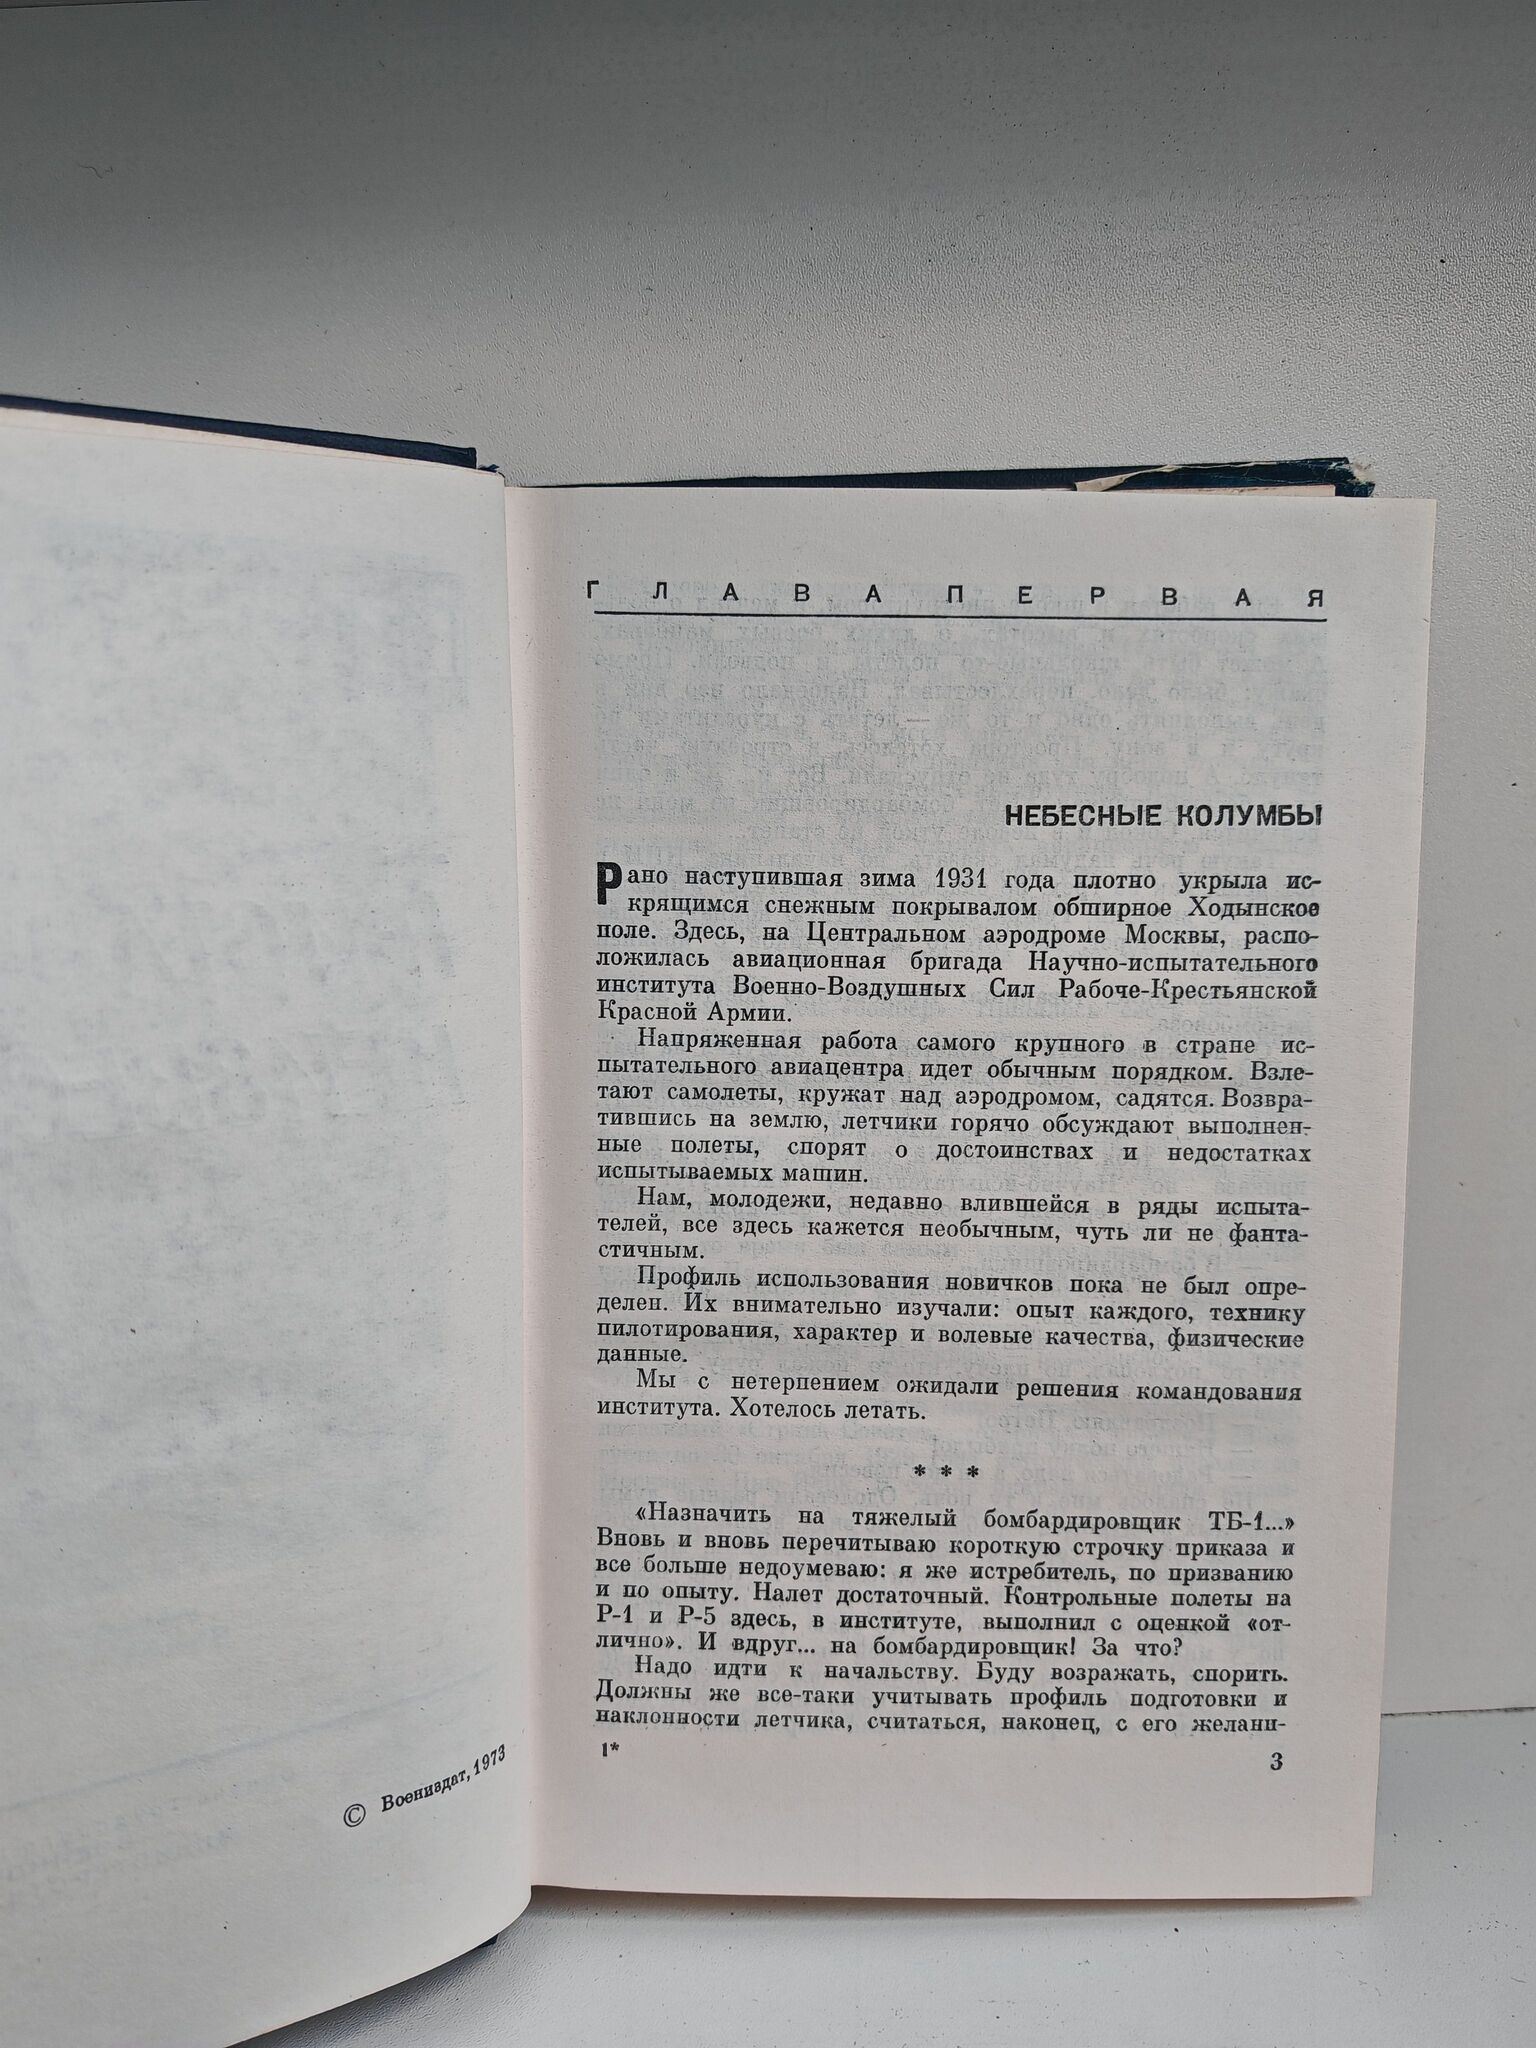 © Воениздат, 1973
ГЛАВА ПЕРВАЯ
НЕБЕСНЫЕ КОЛУМБЫ
Рано наступившая зима 1931 года плотно укрыла ис-
крящимся снежным покрывалом обширное Ходынское
поле. Здесь, на Центральном аэродроме Москвы, распо-
ложилась авиационная бригада Научно-испытательного
института Военно-Воздушных Сил Рабоче-Крестьянской
Красной Армии.
Напряженная работа самого крупного в стране ис-
пытательного авиацентра идет обычным порядком. Взле-
тают самолеты, кружат над аэродромом, садятся. Возвра-
тившись на землю, летчики горячо обсуждают выполнен-
ные полеты, спорят о достоинствах и недостатках
испытываемых машин.
Нам, молодежи, недавно влившейся в ряды испыта-
телей, все здесь кажется необычным, чуть ли не фанта-
стичным.
Профиль использования новичков пока не был опре-
делен. Их внимательно изучали: опыт каждого, технику
пилотирования, характер и волевые качества, физические
данные.
Мы с нетерпением ожидали решения командования
института. Хотелось летать.
* * *
«Назначить на тяжелый бомбардировщик ТБ-1...»
Вновь и вновь перечитываю короткую строчку приказа и
все больше недоумеваю: я же истребитель, по призванию
и по опыту. Налет достаточный. Контрольные полеты на
Р-1 и Р-5 здесь, в институте, выполнил с оценкой «от-
лично». И вдруг... на бомбардировщик! За что?
Надо идти к начальству. Буду возражать, спорить.
Должны же все-таки учитывать профиль подготовки и
наклонности летчика, считаться, наконец, с его желани-
1*
3